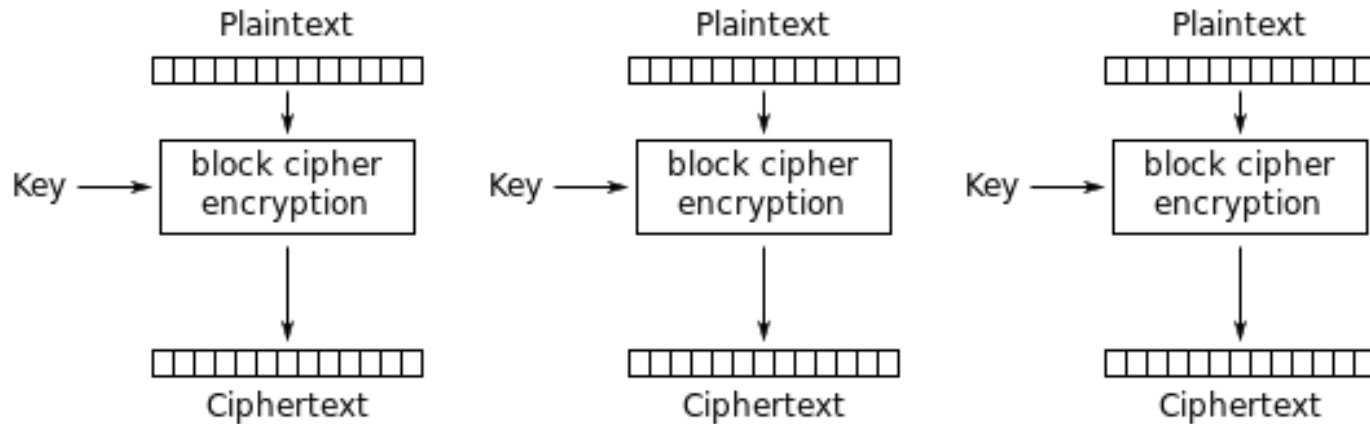 Plaintext
Plaintext
Plaintext
Key
block cipher
encryption
Key
block cipher
encryption
Key
block cipher
encryption
Ciphertext
Ciphertext
Ciphertext